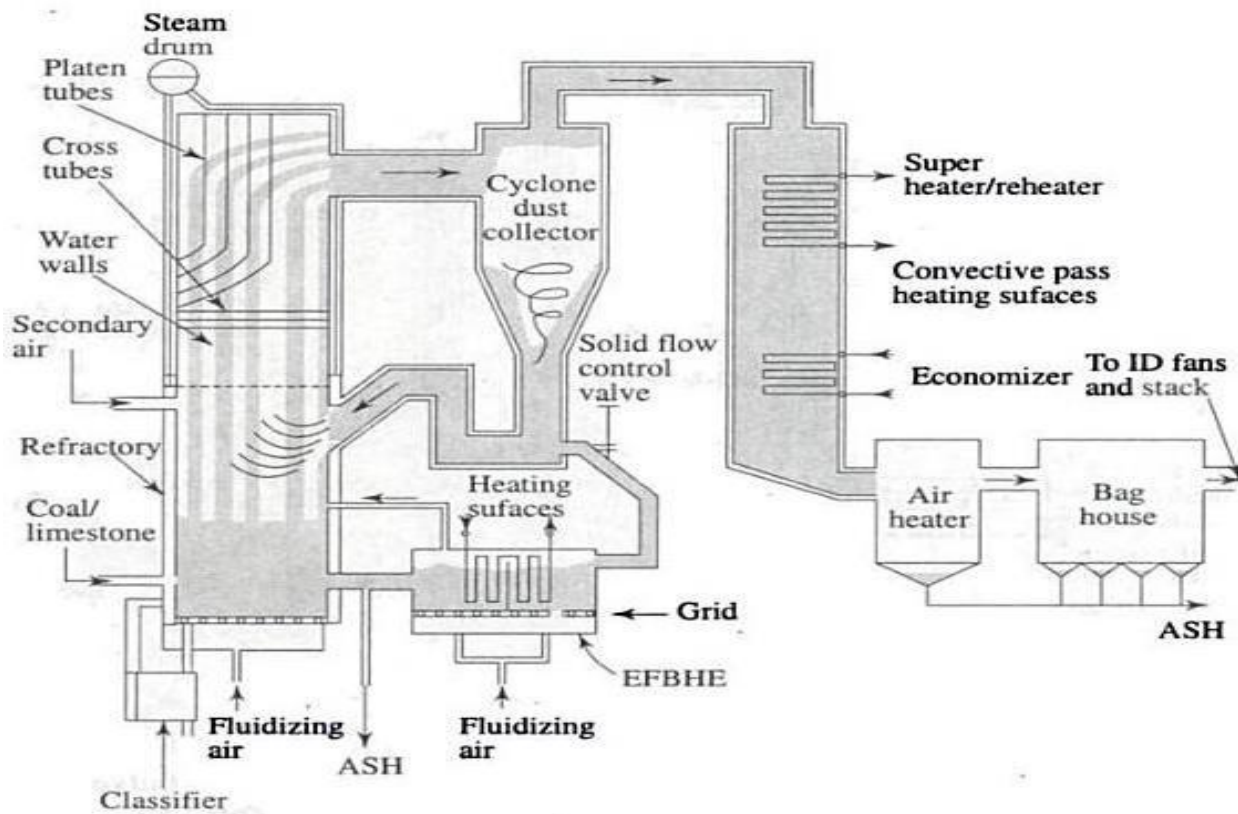 Steam
drum
Platen
tubes
Cross
tubes
Water
walls
Secondary
air
Refractory
Coal/
limestone
Classifier
Fluidizing
air
ASH
Cyclone
dust
collector
Solid flow
control
valve
Heating
sufaces
Grid
EFBHE
Fluidizing
air
Super
heater/reheater
Convective pass
heating sufaces
Economizer
To ID fans
and stack
Air
heater
Bag
house
ASH